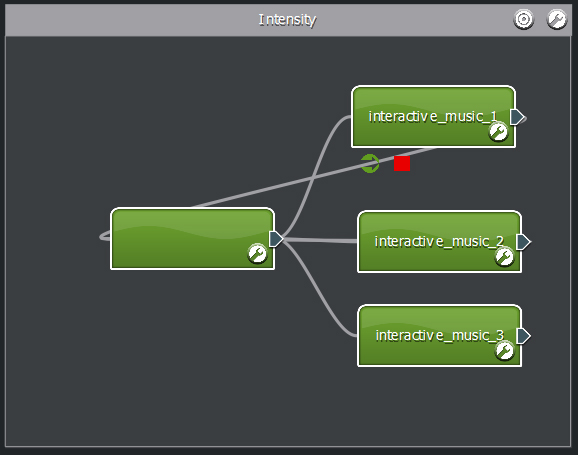 Intensity
interactive_music_1
interactive_music_2
interactive_music_3